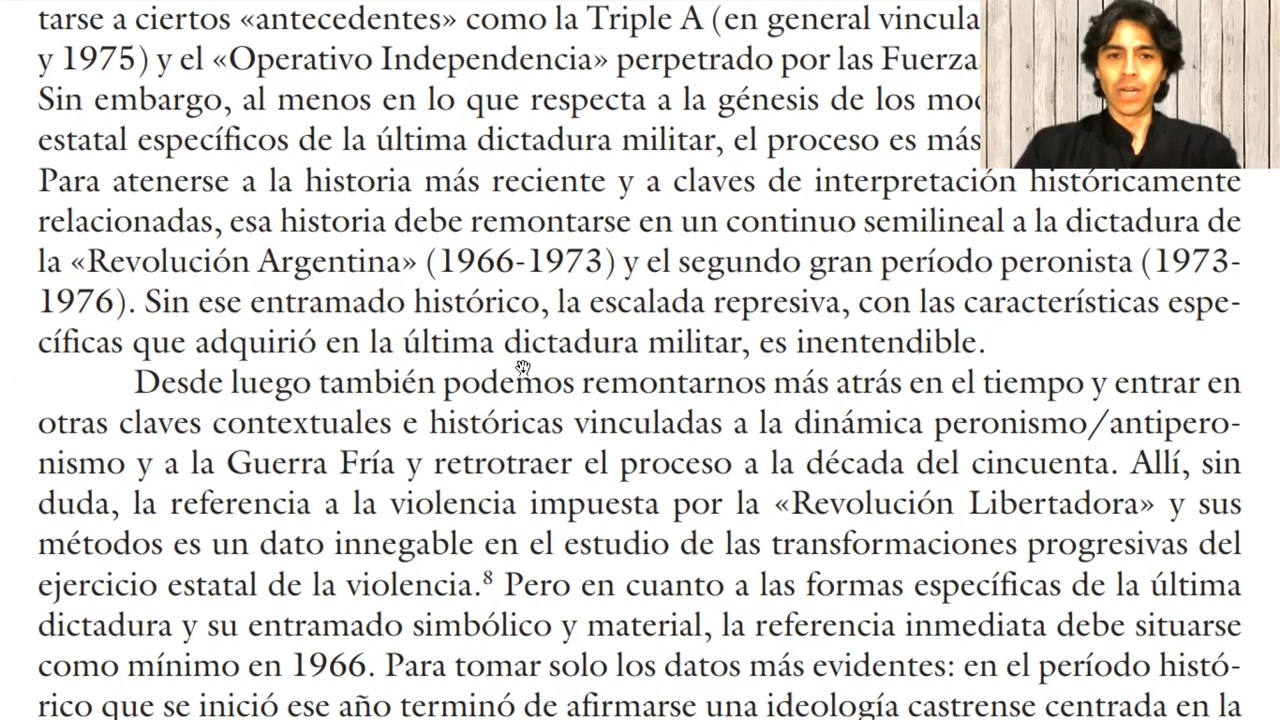 tarse a ciertos «antecedentes» como la Triple A (en general
y 1975) y el «Operativo Independencia» perpetrado por las
Sin embargo, al menos en lo que respecta a la génesis de los
estatal específicos de la última dictadura militar, el proceso es más
Para atenerse a la historia más reciente y a claves de interpretación históricamente
relacionadas, esa historia debe remontarse en un continuo semilineal a la dictadura de
la «Revolución Argentina» (1966-1973) y el segundo gran período peronista (1973-
1976). Sin ese entramado histórico, la escalada represiva, con las características espe-
cíficas que adquirió en la última dictadura militar, es inentendible.
Desde luego también podemos remontarnos más atrás en el tiempo y entrar en
otras claves contextuales e históricas vinculadas a la dinámica peronismo/antipero-
nismo y a la Guerra Fría y retrotraer el proceso a la década del cincuenta. Allí, sin
duda, la referencia a la violencia impuesta por la «Revolución Libertadora» y sus
métodos es un dato innegable en el estudio de las transformaciones progresivas del
ejercicio estatal de la violencia.⁸ Pero en cuanto a las formas específicas de la última
dictadura y su entramado simbólico y material, la referencia inmediata debe situarse
como mínimo en 1966. Para tomar solo los datos más evidentes: en el período histó-
rico que se inició ese año terminó de afirmarse una ideología castrense centrada en la